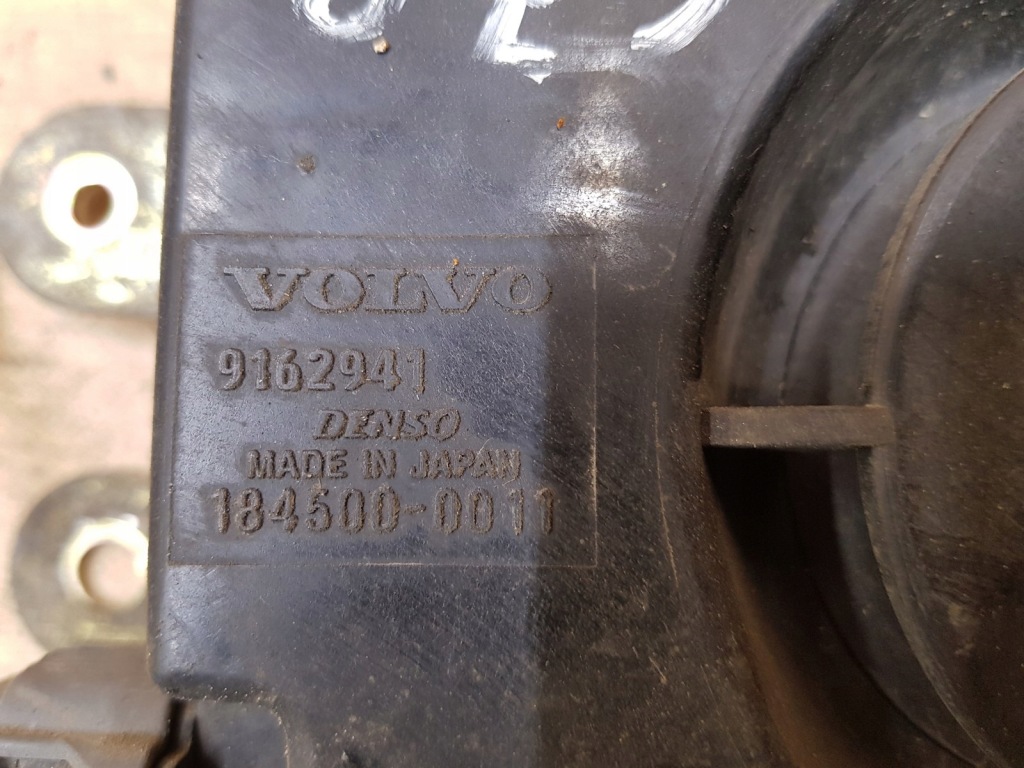 VOLVO
9162941
DENSO
MADE IN JAPAN
184500-0011